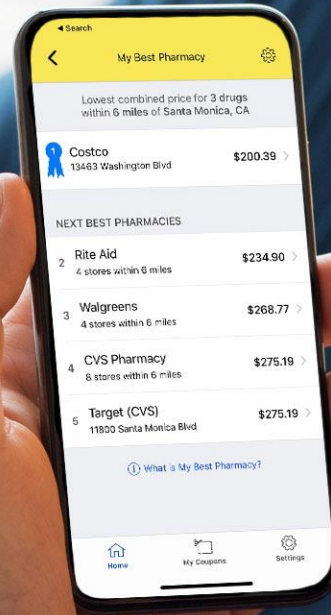 Search
My Best Pharmacy
Lowest combined price for 3 drugs
within 6 miles of Santa Monica, CA
1
Costco
13463 Washington Blvd
$200.39
NEXT BEST PHARMACIES
2
Rite Aid
4 stores within 6 miles
$234.90
3
Walgreens
4 stores within 6 miles
$268.77
4
CVS Pharmacy
8 stores within 6 miles
$275.19
5
Target (CVS)
11800 Santa Monica Blvd
$275.19
What is My Best Pharmacy?
Home
My Coupons
Settings